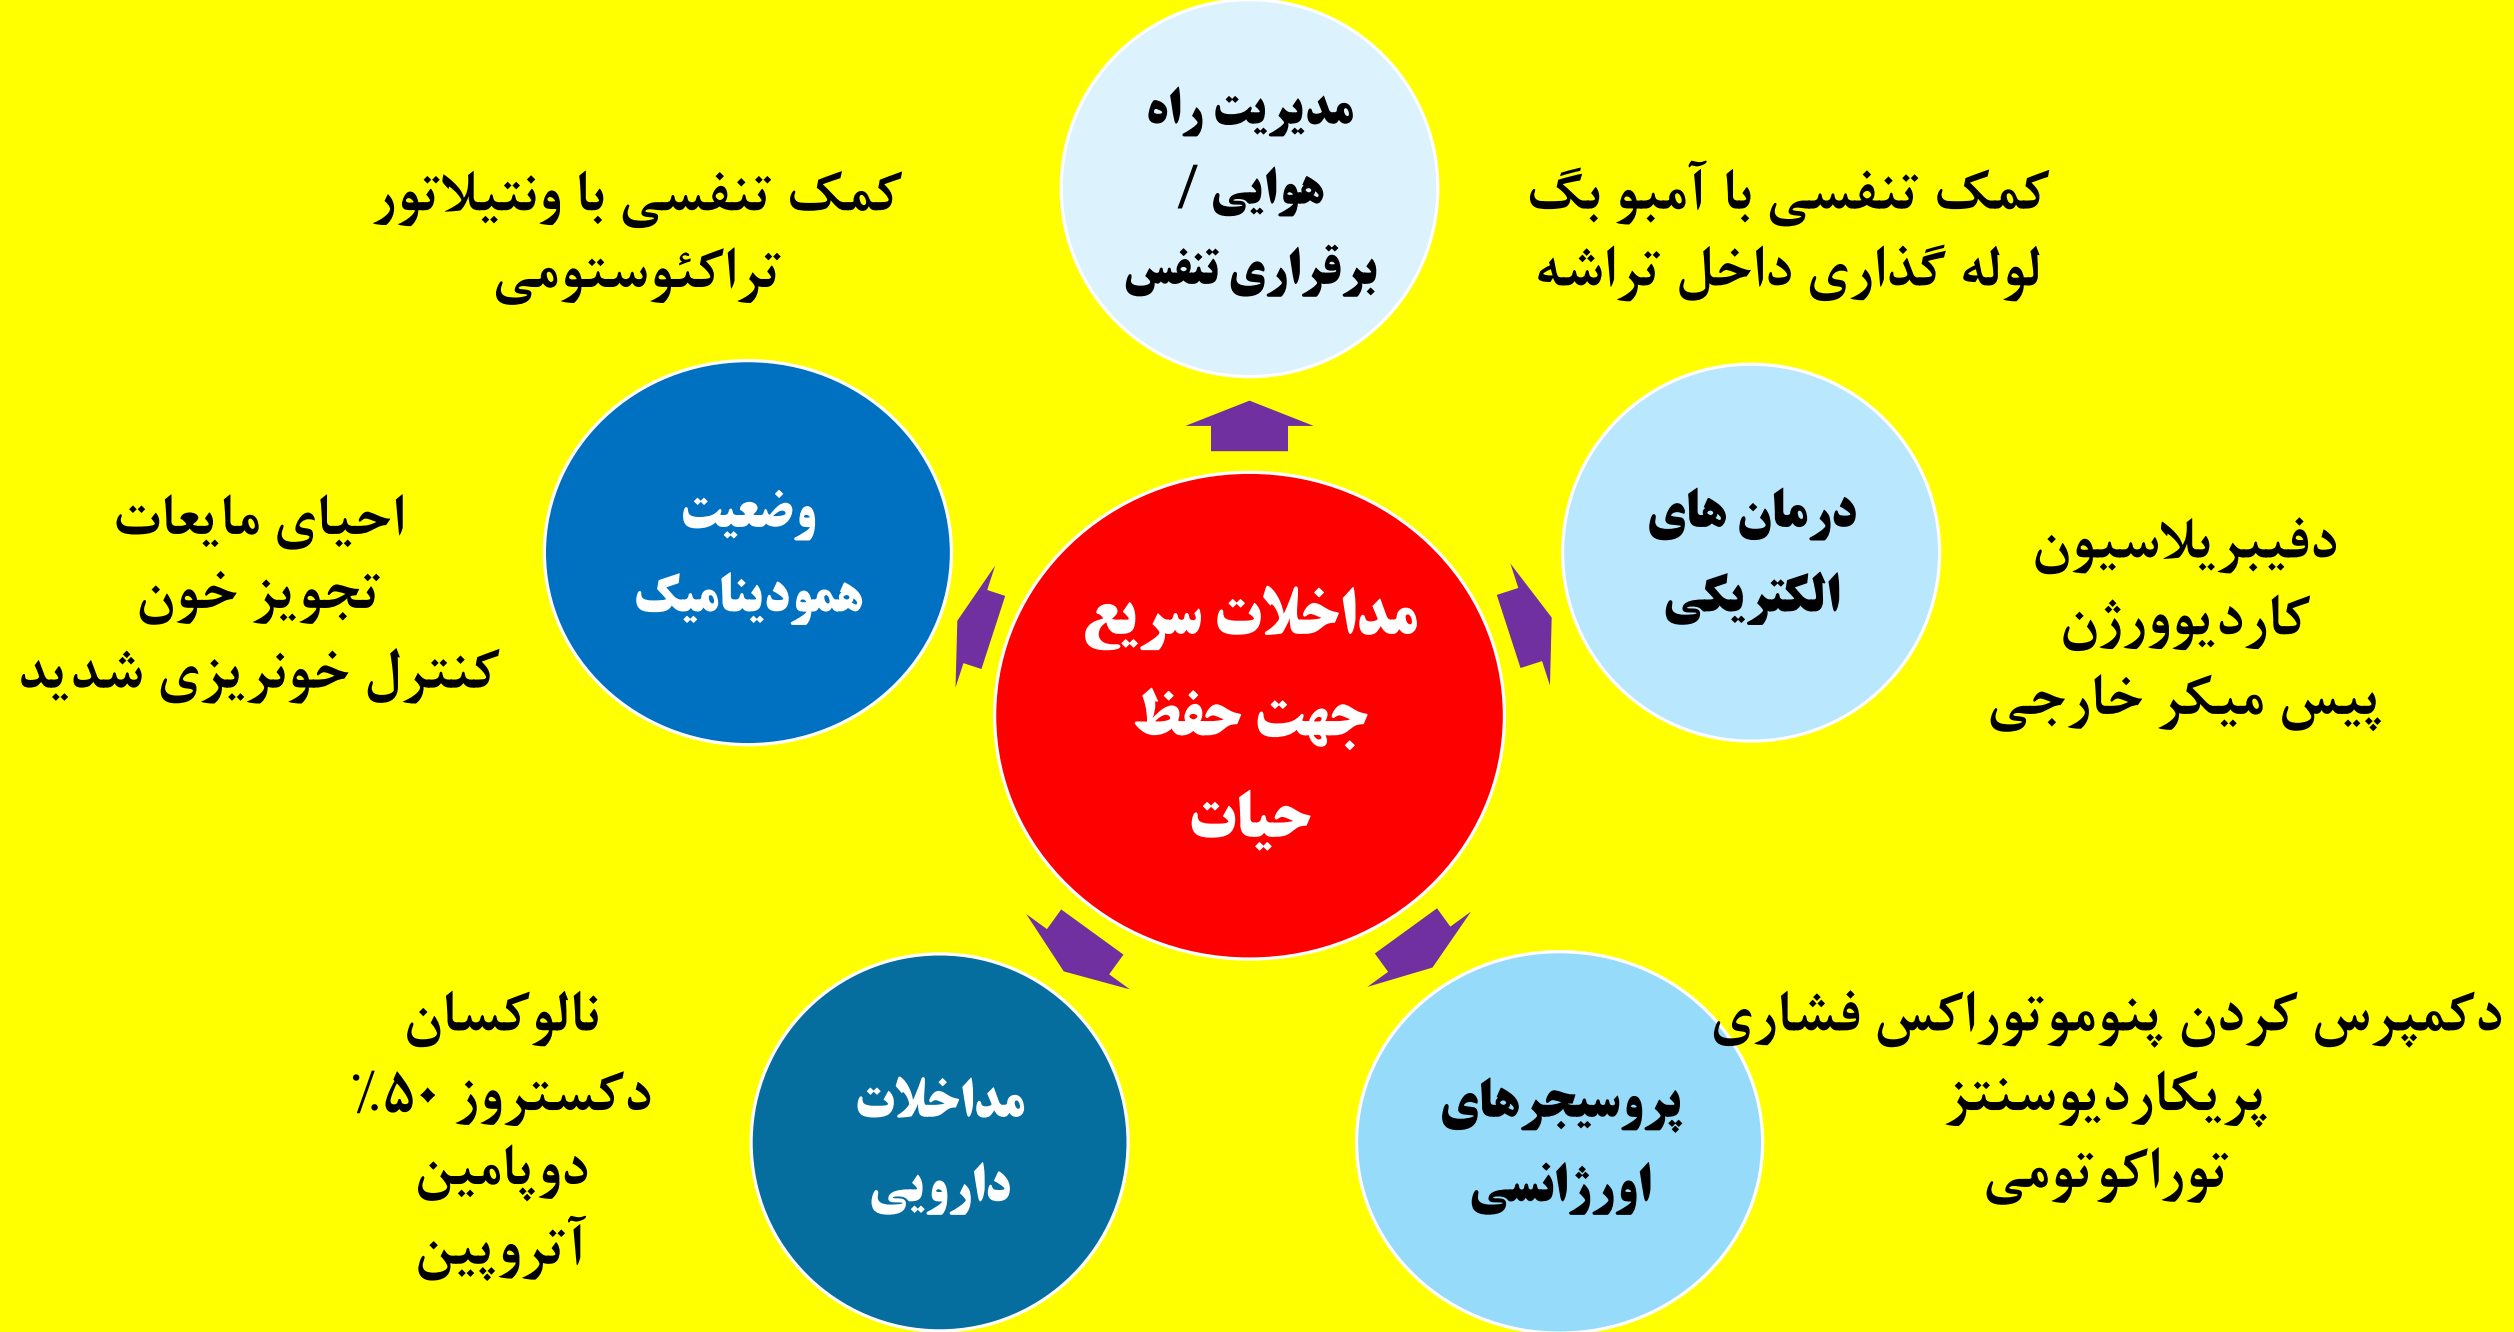 مدیریت راه
هوایی /
برقراری تنفس
کمک تنفسی با آمبو بگ
لوله گذاری داخل تراشه
کمک تنفسی با ونتیلاتور
تراکئوستومی
درمان های
الکتریکی
دفیبریلاسیون
کاردیوورژن
پیس میکر خارجی
وضعیت
همودینامیک
احیای مایعات
تجویز خون
کنترل خونریزی شدید
مداخلات سریع
جهت حفظ
حیات
پروسیجرهای
اورژانسی
دکمپرس کردن پنوموتوراکس فشاری
پریکاردیوسنتز
توراکوتومی
مداخلات
دارویی
نالوکسان
دکستروز ۵۰٪
دوپامین
آتروپین